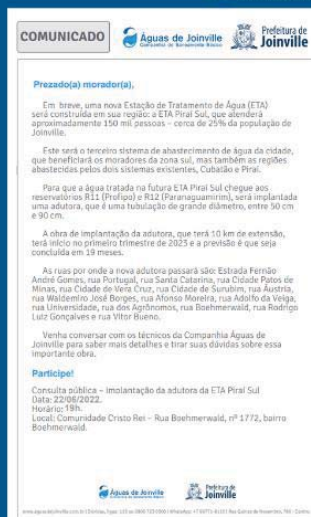 COMUNICADO
Águas de Joinville
Companhia de Saneamento Básico
Prefeitura de
Joinville
Prezado(a) morador(a),
Em breve, uma nova Estação de Tratamento de Água (ETA)
será construída em sua região: a ETA Piraí Sul, que atenderá
aproximadamente 150 mil pessoas – cerca de 25% da população de
Joinville.
Este será o terceiro sistema de abastecimento de água da cidade,
que beneficiará os moradores da zona sul, mas também as regiões
abastecidas pelos dois sistemas existentes, Cubatão e Piraí.
Para que a água tratada na futura ETA Piraí Sul chegue aos
reservatórios R11 (Profipo) e R12 (Paranaguamirim), será implantada
uma adutora, que é uma tubulação de grande diâmetro, entre 50 cm
e 90 cm.
A obra de implantação da adutora, que terá 10 km de extensão,
terá início no primeiro trimestre de 2023 e a previsão é que seja
concluída em 19 meses.
As ruas por onde a nova adutora passará são: Estrada Fernão
André Gomes, rua Portugal, rua Santa Catarina, rua Cidade Patos de
Minas, rua Cidade de Vera Cruz, rua Cidade de Surubim, rua Áustria,
rua Waldemiro José Borges, rua Afonso Moreira, rua Adolfo da Veiga,
rua Universidade, rua dos Agrônomos, rua Boehmerwald, rua Rodrigo
Lutz Gonçalves e rua Vitor Bueno.
Venha conversar com os técnicos da Companhia Águas de
Joinville para saber mais detalhes e tirar suas dúvidas sobre essa
importante obra.
Participe!
Consulta pública – implantação da adutora da ETA Piraí Sul
Data: 22/06/2022.
Horário: 19h.
Local: Comunidade Cristo Rei – Rua Boehmerwald, nº 1772, bairro
Boehmerwald.
Águas de Joinville
Prefeitura de
Joinville